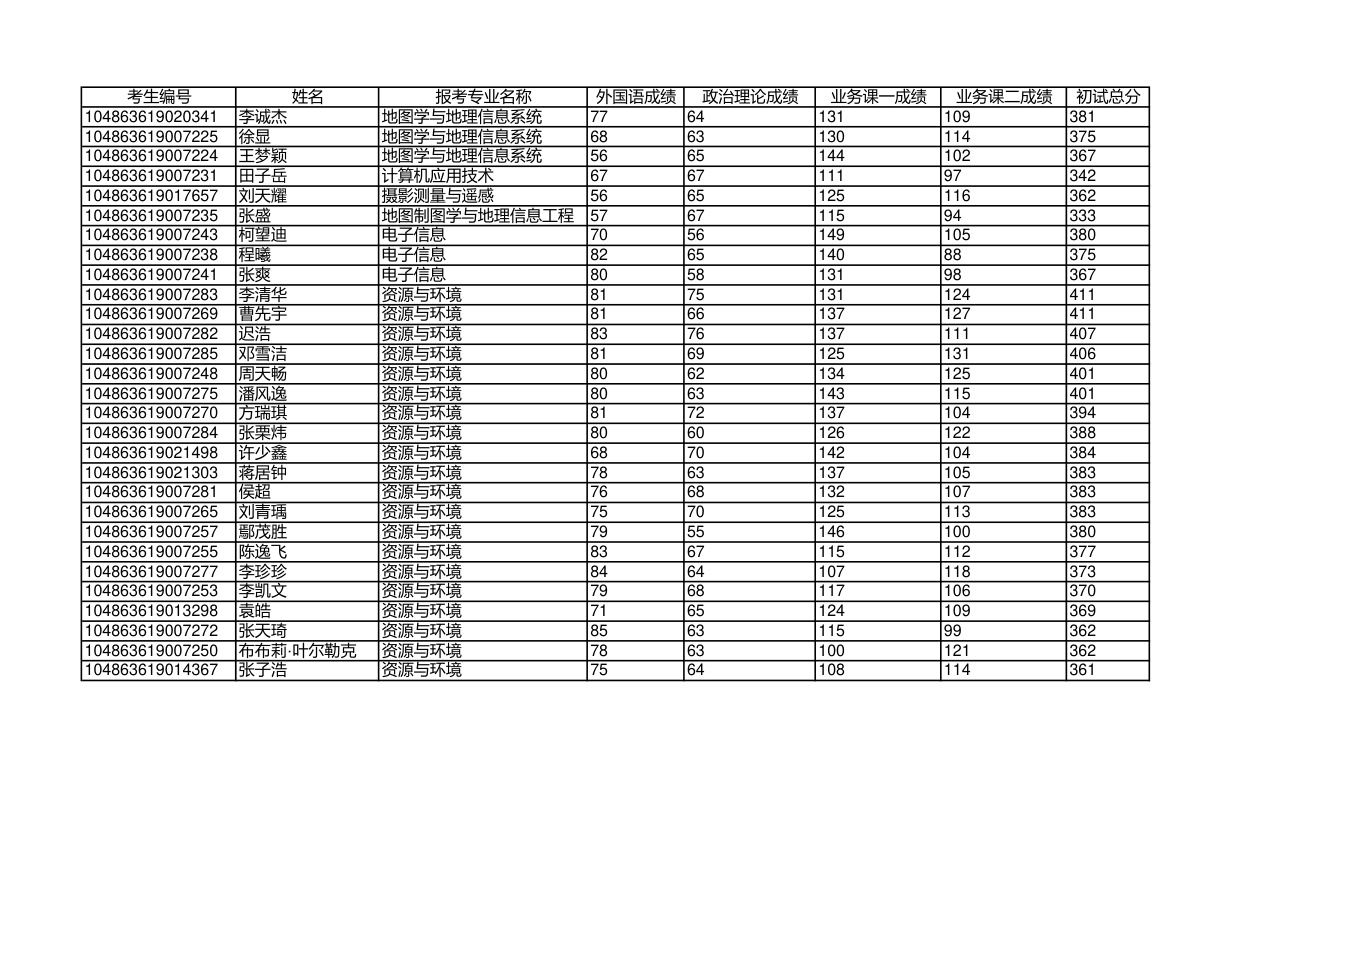 考生编号 姓名 报考专业名称 外国语成绩 政治理论成绩 业务课一成绩 业务课二成绩 初试总分
104863619020341 李诚杰 地图学与地理信息系统 77 64 131 109 381
104863619007225 徐显 地图学与地理信息系统 68 63 130 114 375
104863619007224 王梦颖 地图学与地理信息系统 56 65 144 102 367
104863619007231 田子岳 计算机应用技术 67 67 111 97 342
104863619017657 刘天耀 摄影测量与遥感 56 65 125 116 362
104863619007235 张盛 地图制图学与地理信息工程 57 67 115 94 333
104863619007243 柯望迪 电子信息 70 56 149 105 380
104863619007238 程曦 电子信息 82 65 140 88 375
104863619007241 张爽 电子信息 80 58 131 98 367
104863619007283 李清华 资源与环境 81 75 131 124 411
104863619007269 曹先宇 资源与环境 81 66 137 127 411
104863619007282 迟浩 资源与环境 83 76 137 111 407
104863619007285 邓雪洁 资源与环境 81 69 125 131 406
104863619007248 周天畅 资源与环境 80 62 134 125 401
104863619007275 潘风逸 资源与环境 80 63 143 115 401
104863619007270 方瑞琪 资源与环境 81 72 137 104 394
104863619007284 张栗炜 资源与环境 80 60 126 122 388
104863619021498 许少鑫 资源与环境 68 70 142 104 384
104863619021303 蒋居钟 资源与环境 78 63 137 105 383
104863619007281 侯超 资源与环境 76 68 132 107 383
104863619007265 刘青瑀 资源与环境 75 70 125 113 383
104863619007257 鄢茂胜 资源与环境 79 55 146 100 380
104863619007255 陈逸飞 资源与环境 83 67 115 112 377
104863619007277 李珍珍 资源与环境 84 64 107 118 373
104863619007253 李凯文 资源与环境 79 68 117 106 370
104863619013298 袁皓 资源与环境 71 65 124 109 369
104863619007272 张天琦 资源与环境 85 63 115 99 362
104863619007250 布布莉·叶尔勒克 资源与环境 78 63 100 121 362
104863619014367 张子浩 资源与环境 75 64 108 114 361